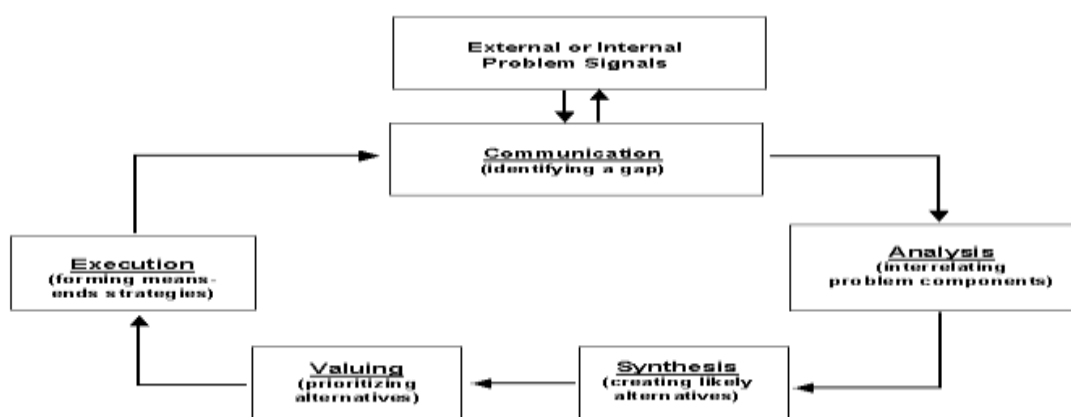 External or Internal
Problem Signals
Communication
(identifying a gap)
Analysis
(interrelating
problem components)
Execution
(forming means-
ends strategies)
Synthesis
(creating likely
alternatives)
Valuing
(prioritizing
alternatives)